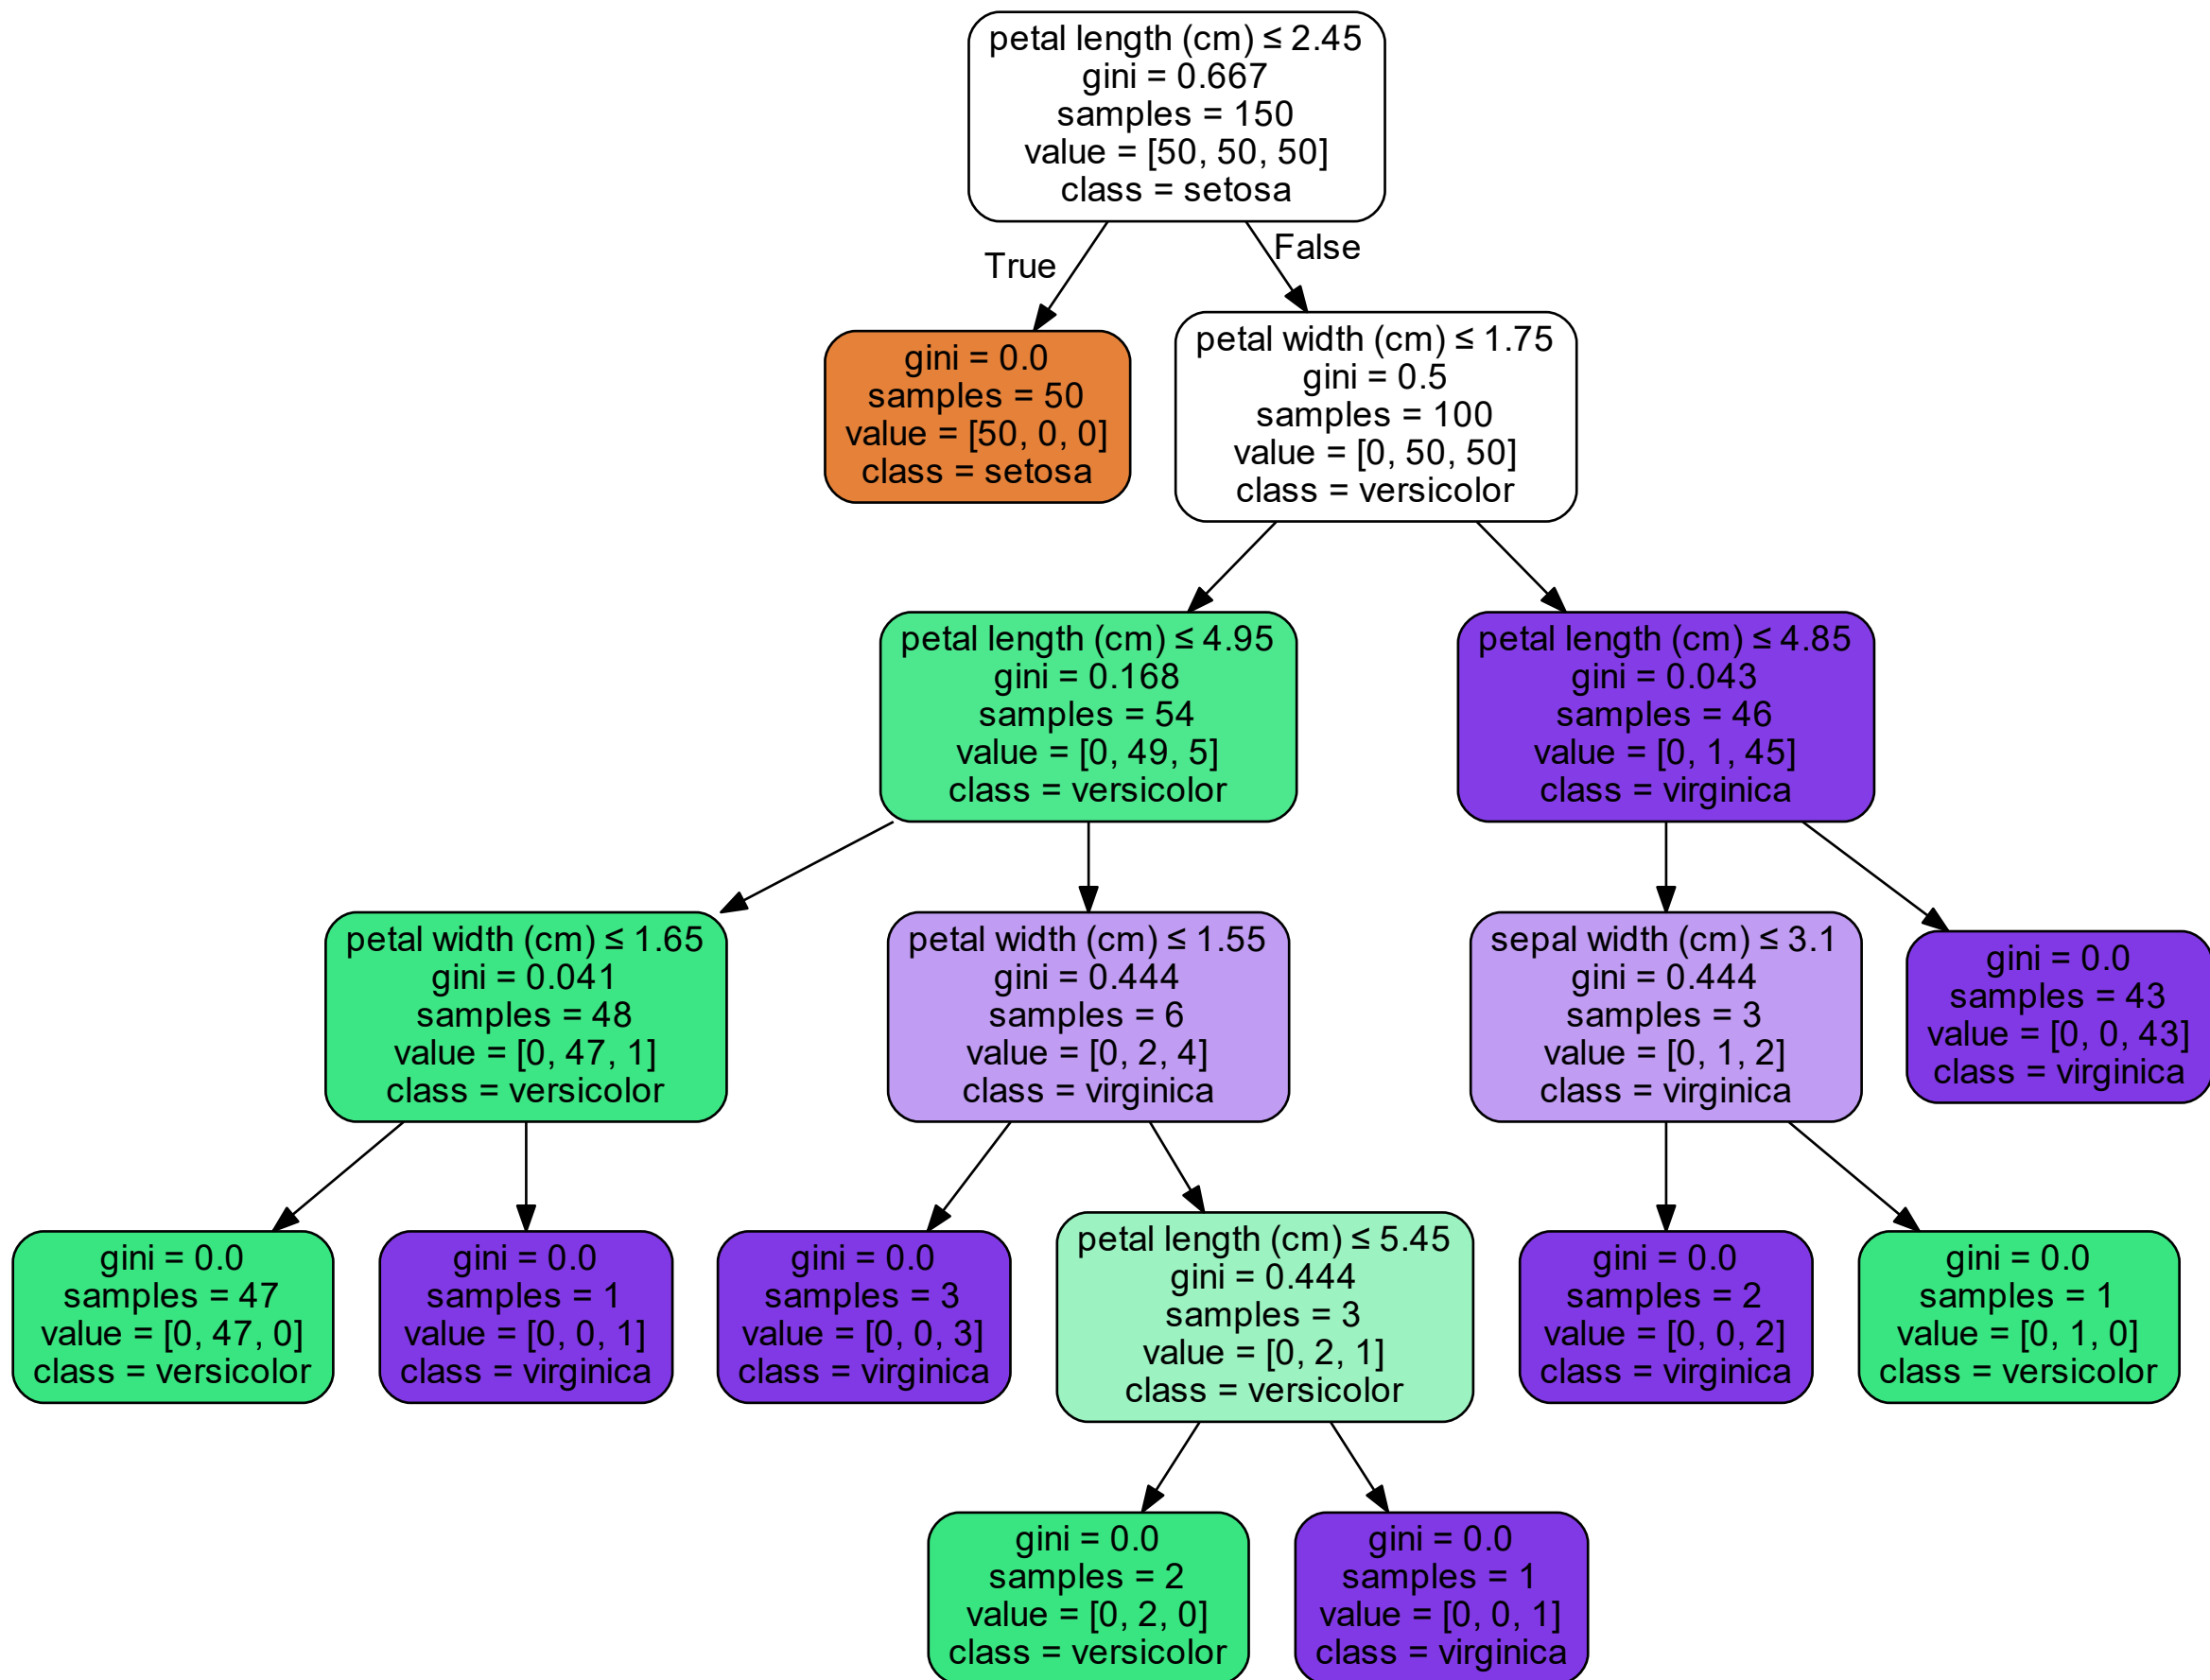 petal length (cm) ≤ 2.45
gini = 0.667
samples = 150
value = [50, 50, 50]
class = setosa
True
False
gini = 0.0
samples = 50
value = [50, 0, 0]
class = setosa
petal width (cm) ≤ 1.75
gini = 0.5
samples = 100
value = [0, 50, 50]
class = versicolor
petal length (cm) ≤ 4.95
gini = 0.168
samples = 54
value = [0, 49, 5]
class = versicolor
petal length (cm) ≤ 4.85
gini = 0.043
samples = 46
value = [0, 1, 45]
class = virginica
petal width (cm) ≤ 1.65
gini = 0.041
samples = 48
value = [0, 47, 1]
class = versicolor
petal width (cm) ≤ 1.55
gini = 0.444
samples = 6
value = [0, 2, 4]
class = virginica
sepal width (cm) ≤ 3.1
gini = 0.444
samples = 3
value = [0, 1, 2]
class = virginica
gini = 0.0
samples = 43
value = [0, 0, 43]
class = virginica
gini = 0.0
samples = 47
value = [0, 47, 0]
class = versicolor
gini = 0.0
samples = 1
value = [0, 0, 1]
class = virginica
gini = 0.0
samples = 3
value = [0, 0, 3]
class = virginica
petal length (cm) ≤ 5.45
gini = 0.444
samples = 3
value = [0, 2, 1]
class = versicolor
gini = 0.0
samples = 2
value = [0, 0, 2]
class = virginica
gini = 0.0
samples = 1
value = [0, 1, 0]
class = versicolor
gini = 0.0
samples = 2
value = [0, 2, 0]
class = versicolor
gini = 0.0
samples = 1
value = [0, 0, 1]
class = virginica